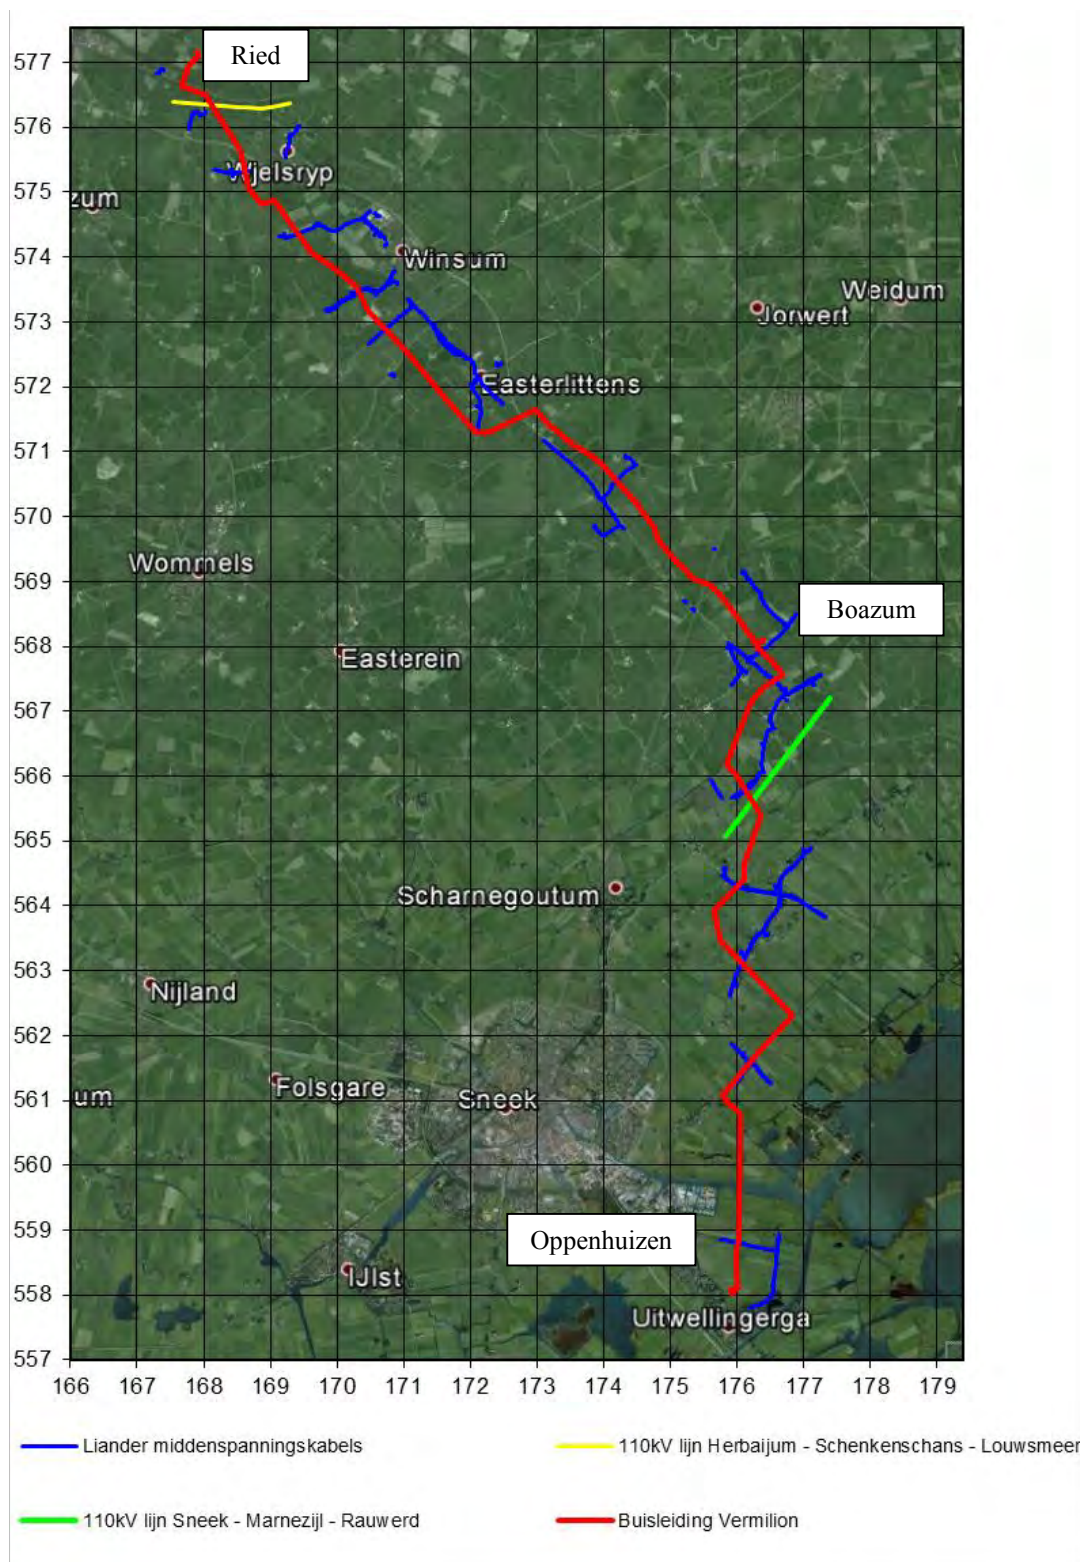 577
Ried
576
Wjelsryp
575
zum
574
Winsum
Weidum
573
Jorwert
572
Easterlittens
571
570
Wommels
569
Boazum
568
Easterein
567
566
565
Scharnegoutum
564
563
Nijland
562
Folsgare
um
Sneek
561
560
559
Oppenhuizen
IJlst
558
Uitwellingerga
557
166 167 168 169 170 171 172 173 174 175 176 177 178 179
Liander middenspanningskabels
110kV lijn Herbaijum - Schenkenschans - Louwsmeer
110kV lijn Sneek - Marnezijl - Rauwerd
Buisleiding Vermilion